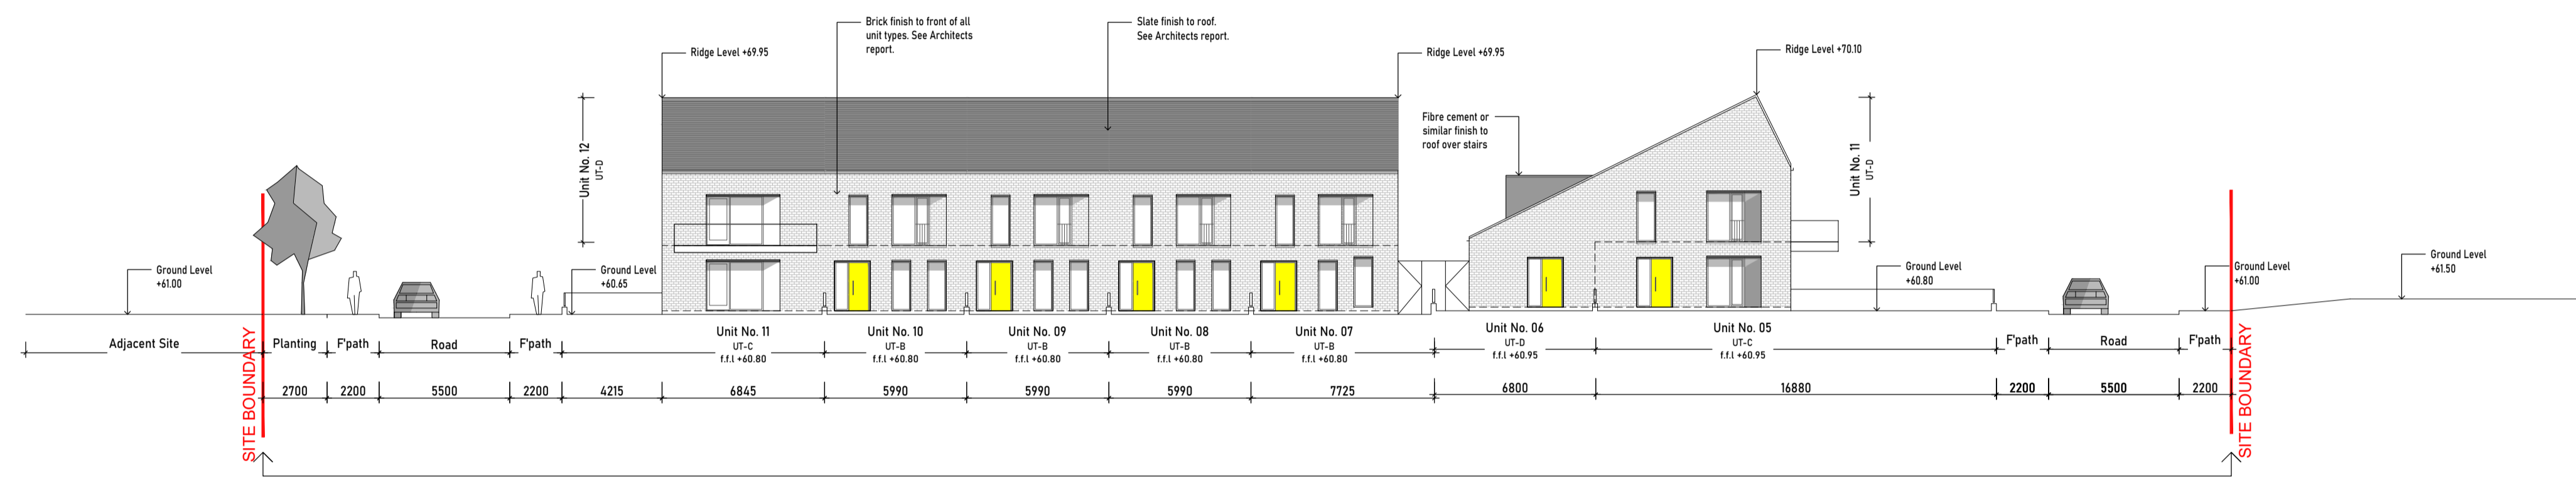 Brick finish to front of all
unit types. See Architects
report.
Slate finish to roof.
See Architects report.
Ridge Level +69.95
Ridge Level +69.95
Ridge Level +70.10
Fibre cement or
similar finish to
roof over stairs
Unit No. 12
UT-D
Unit No. 11
UT-D
Ground Level
+61.00
Ground Level
+60.65
Ground Level
+60.80
Ground Level
+61.00
Ground Level
+61.50
SITE BOUNDARY
Adjacent Site
Planting
F'path
Road
F'path
Unit No. 11
UT-C
f.f.l +60.80
Unit No. 10
UT-B
f.f.l +60.80
Unit No. 09
UT-B
f.f.l +60.80
Unit No. 08
UT-B
f.f.l +60.80
Unit No. 07
UT-B
f.f.l +60.80
Unit No. 06
UT-D
f.f.l +60.95
Unit No. 05
UT-C
f.f.l +60.95
F'path
Road
F'path
SITE BOUNDARY
2700
2200
5500
2200
4215
6845
5990
5990
5990
7725
6800
16880
2200
5500
2200